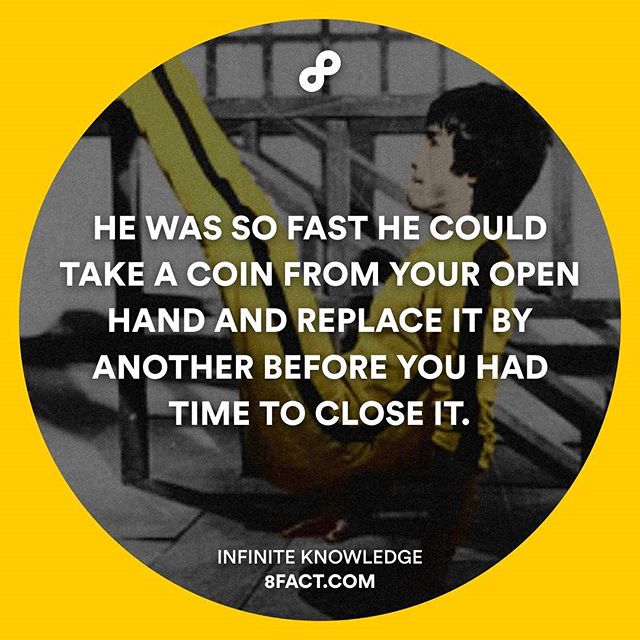 HE WAS SO FAST HE COULD
TAKE A COIN FROM YOUR OPEN
HAND AND REPLACE IT BY
ANOTHER BEFORE YOU HAD
TIME TO CLOSE IT.
INFINITE KNOWLEDGE
8FACT.COM